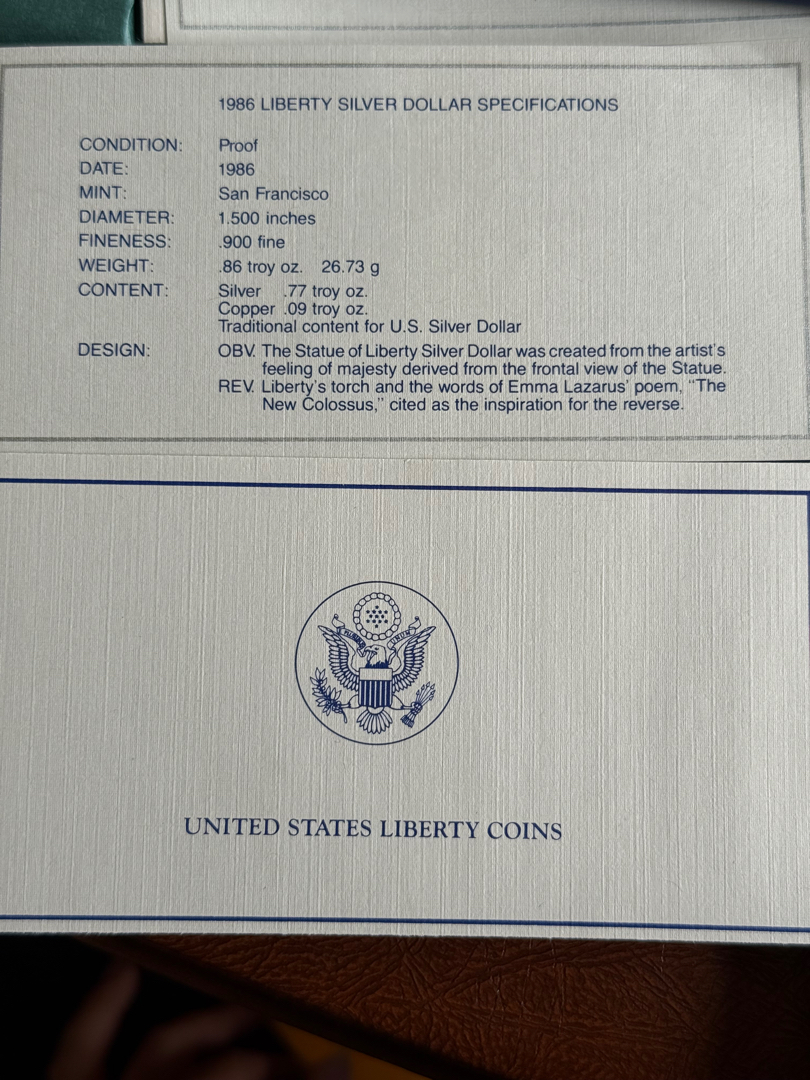 1986 LIBERTY SILVER DOLLAR SPECIFICATIONS
CONDITION: Proof
DATE: 1986
MINT: San Francisco
DIAMETER: 1.500 inches
FINENESS: .900 fine
WEIGHT: .86 troy oz. 26.73 g
CONTENT: Silver .77 troy oz.
Copper .09 troy oz.
Traditional content for U.S. Silver Dollar
DESIGN: OBV. The Statue of Liberty Silver Dollar was created from the artist's
feeling of majesty derived from the frontal view of the Statue.
REV. Liberty's torch and the words of Emma Lazarus' poem, "The
New Colossus," cited as the inspiration for the reverse.
UNITED STATES LIBERTY COINS